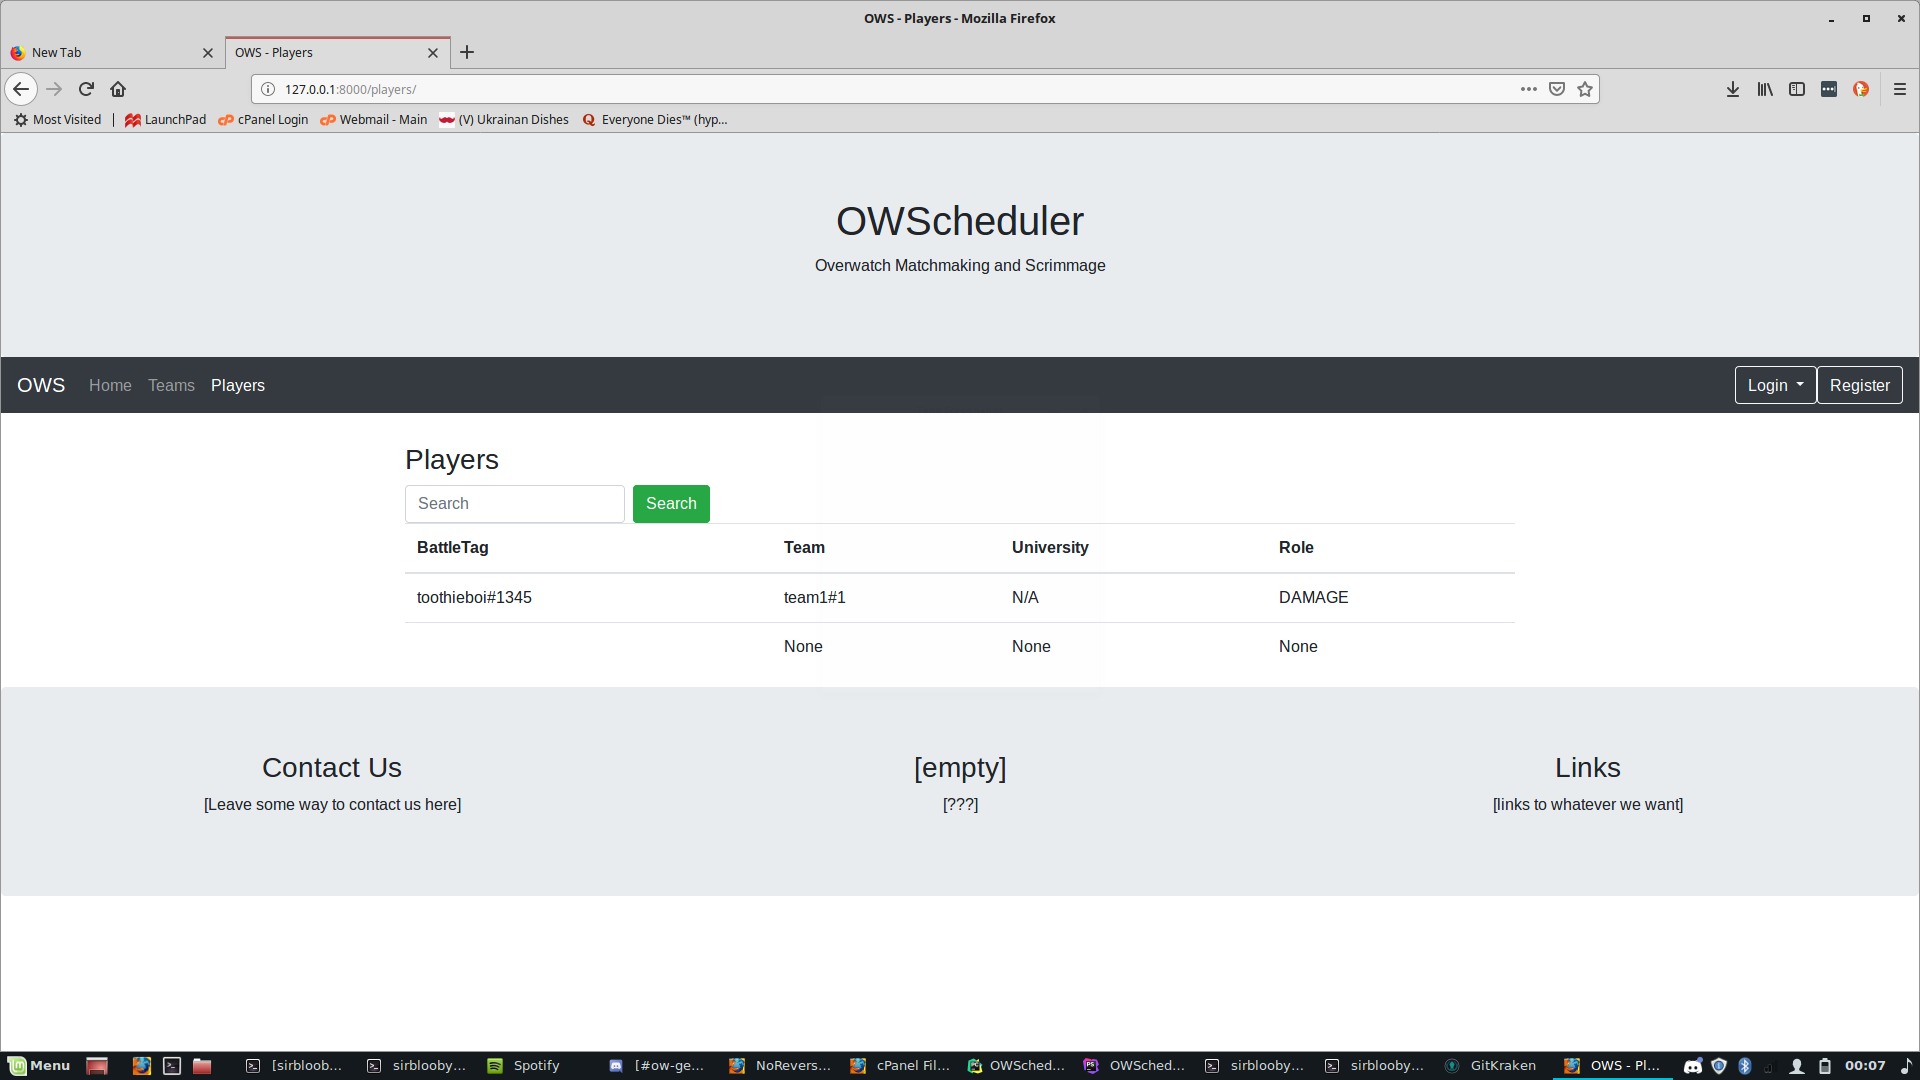 OWS - Players - Mozilla Firefox
New Tab
OWS - Players
127.0.0.1:8000/players/
Most Visited
LaunchPad
cPanel Login
Webmail - Main
(V) Ukrainan Dishes
Everyone Dies™ (hyp...
OWScheduler
Overwatch Matchmaking and Scrimmage
OWS Home Teams Players Login Register
Players
Search Search
BattleTag Team University Role
toothieboi#1345 team1#1 N/A DAMAGE
None None None
Contact Us [empty] Links
[Leave some way to contact us here] [???] [links to whatever we want]
Menu [sirbloob... sirblooby... Spotify [#ow-ge... NoRevers... cPanel Fil... OWSched... OWSched... sirblooby... sirblooby... GitKraken OWS - Pl... 00:07